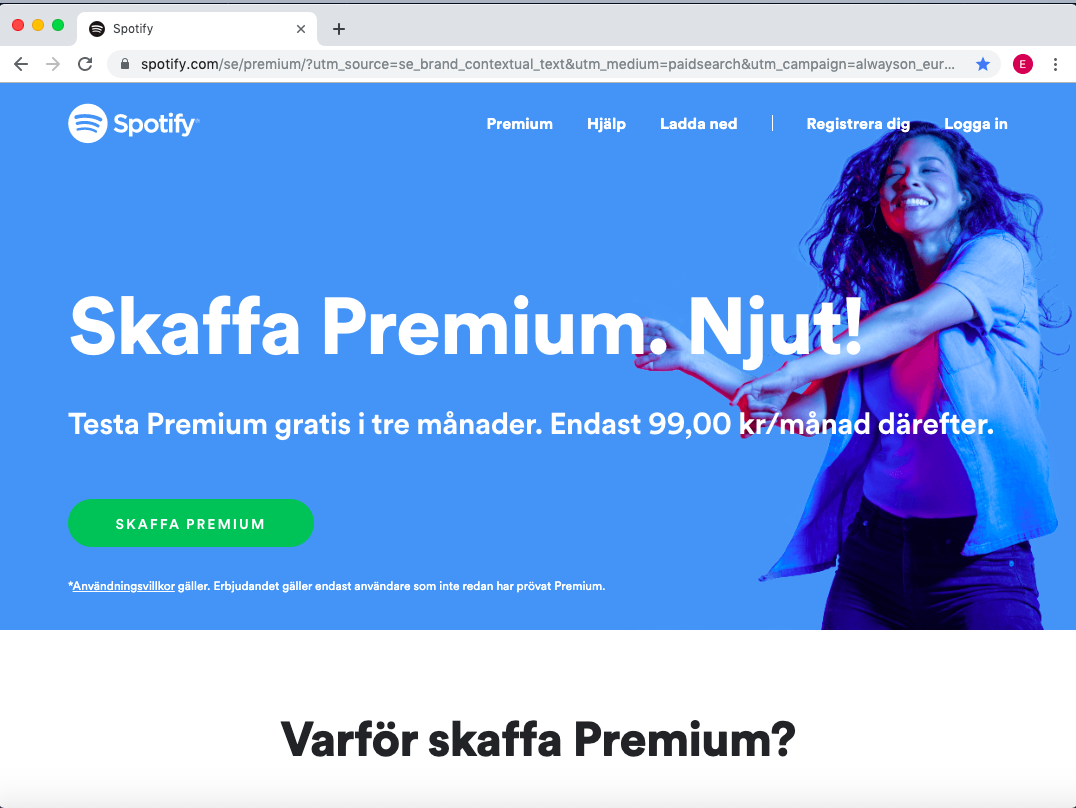 Spotify
spotify.com/se/premium/?utm_source=se_brand_contextual_text&utm_medium=paidsearch&utm_campaign=alwayson_eur...
E
Spotify®
Premium
Hjälp
Ladda ned
Registrera dig
Logga in
Skaffa Premium. Njut!
Testa Premium gratis i tre månader. Endast 99,00 kr/månad därefter.
SKAFFA PREMIUM
*Användningsvillkor gäller. Erbjudandet gäller endast användare som inte redan har prövat Premium.
Varför skaffa Premium?